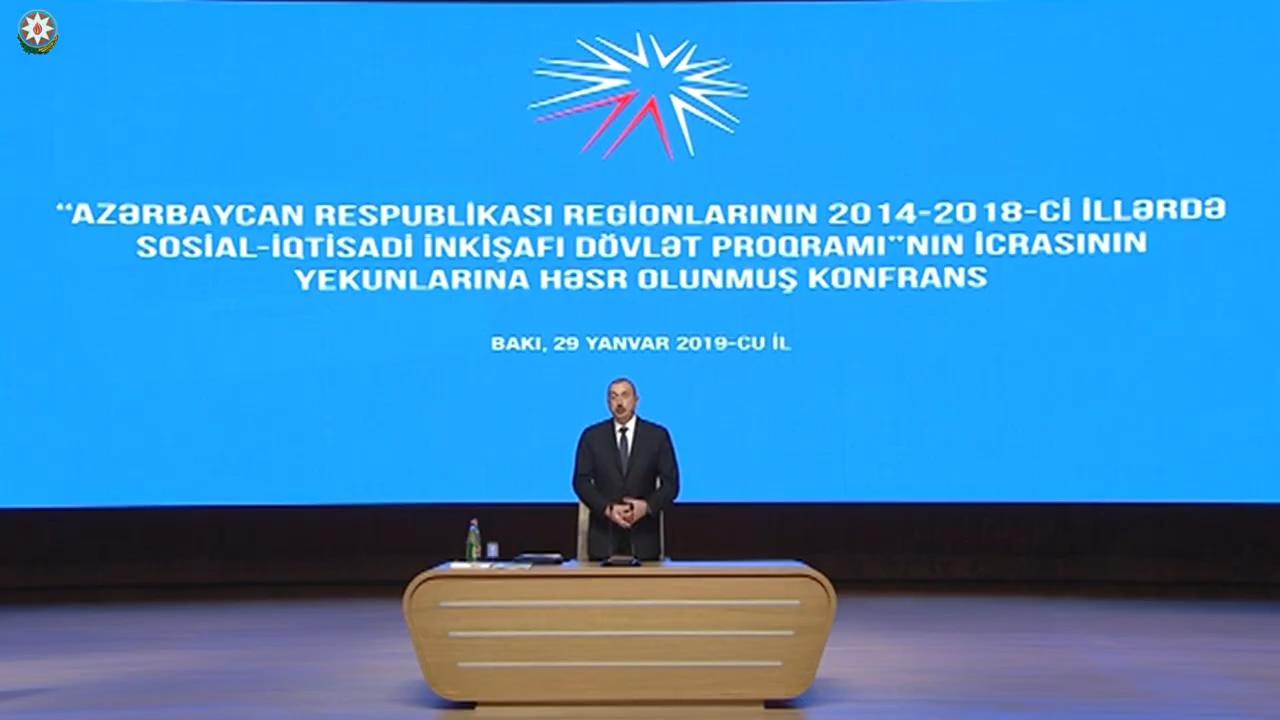 “AZƏRBAYCAN RESPUBLİKASI REGİONLARININ 2014-2018-Cİ İLLƏRDƏ
SOSİAL-İQTİSADİ İNKİŞAFI DÖVLƏT PROQRAMI”NIN İCRASININ
YEKUNLARINA HƏSR OLUNMUŞ KONFRANS
BAKI, 29 YANVAR 2019-CU İL